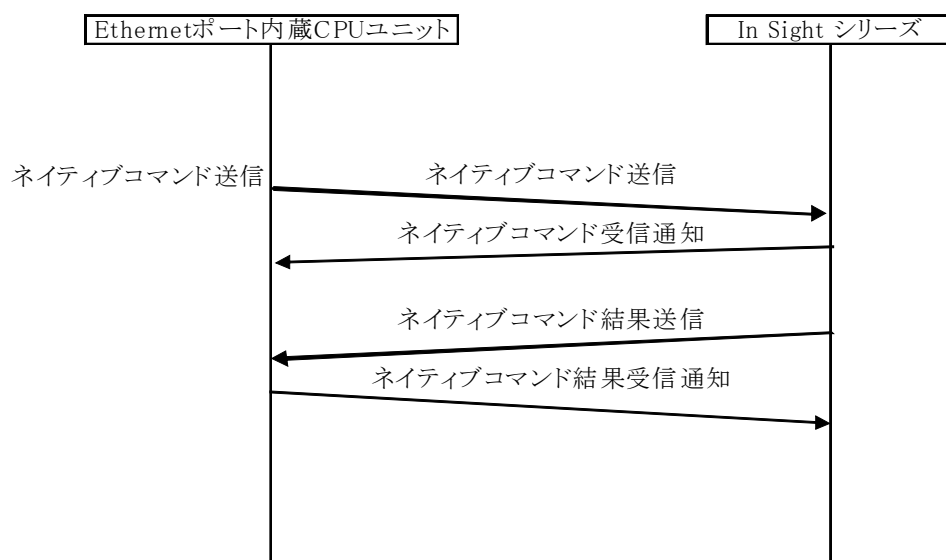 Ethernetポート内蔵CPUユニット
In Sight シリーズ
ネイティブコマンド送信
ネイティブコマンド送信
ネイティブコマンド受信通知
ネイティブコマンド結果送信
ネイティブコマンド結果受信通知